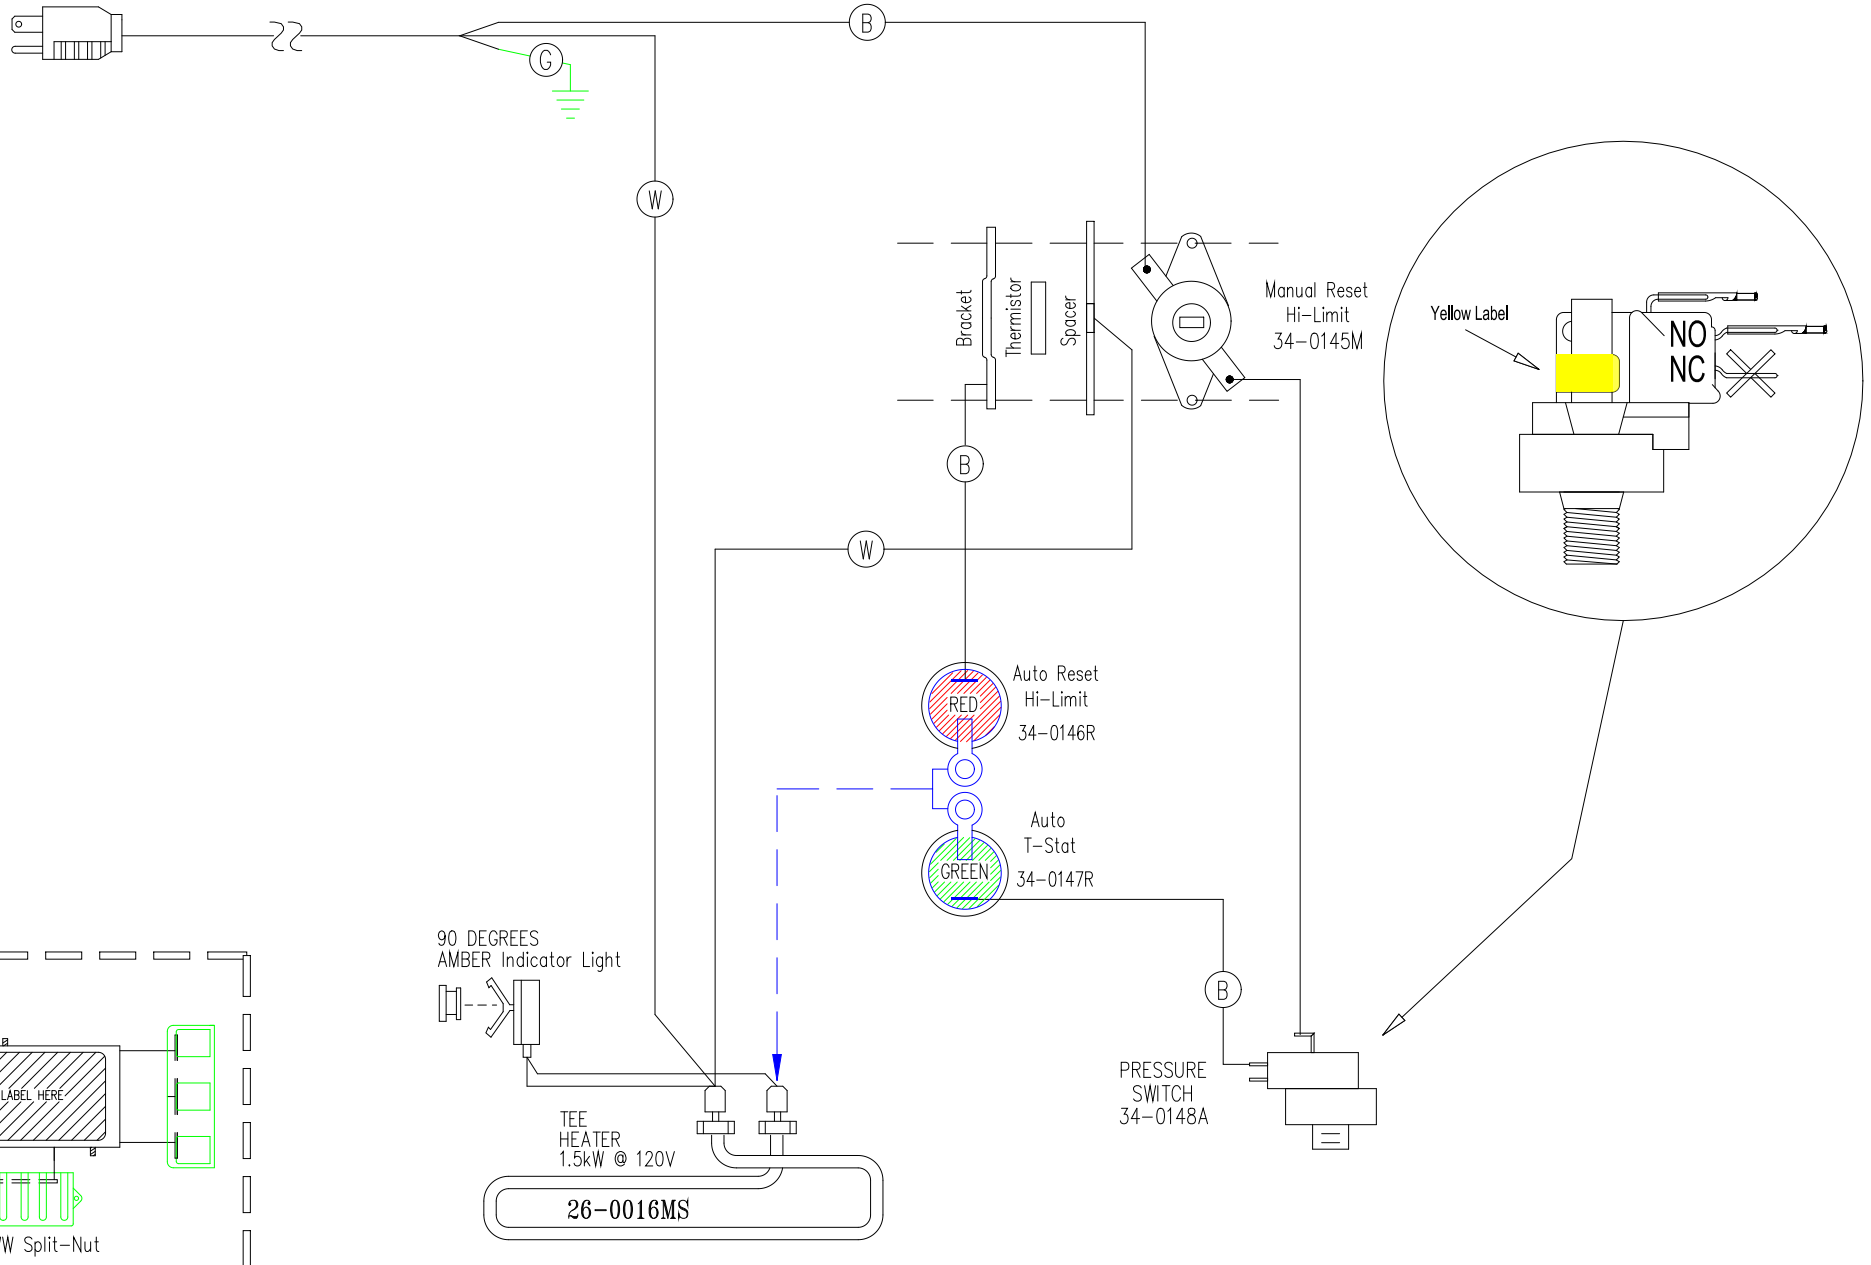 B
G
W
Manual Reset
Hi-Limit
34-0145M
Bracket
Thermistor
Spacer
Yellow Label
NO
NC
B
W
Auto Reset
Hi-Limit
34-0146R
RED
Auto
T-Stat
34-0147R
GREEN
90 DEGREES
AMBER Indicator Light
B
PRESSURE
SWITCH
34-0148A
TEE
HEATER
1.5kW @ 120V
26-0016MS
LABEL HERE
Split-Nut